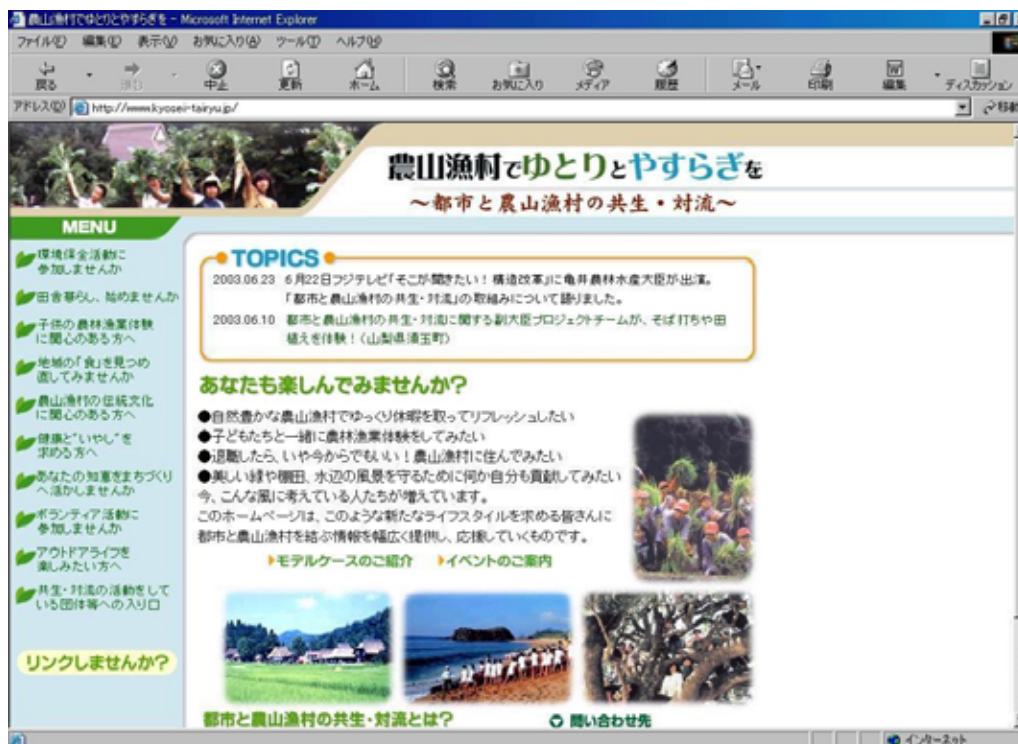 農山漁村でゆとりとやすらぎを - Microsoft Internet Explorer
ファイル(F) 編集(E) 表示(V) お気に入り(A) ツール(T) ヘルプ(H)
戻る 進む 中止 更新 ホーム 検索 お気に入り メディア 履歴 メール 印刷 編集 ディスカッション
アドレス(D) http://www.kyosei-tairyu.jp/ 移動
農山漁村でゆとりとやすらぎを
～都市と農山漁村の共生・対流～
MENU
環境保全活動に
参加しませんか
田舎暮らし、始めませんか
子供の農林漁業体験
に関心のある方へ
地域の「食」を見つめ
直してみませんか
農山漁村の伝統文化
に関心のある方へ
健康と"いやし"を
求める方へ
あなたの知恵をまちづくり
へ活かしませんか
ボランティア活動に
参加しませんか
アウトドアライフを
楽しみたい方へ
共生・対流の活動をして
いる団体等への入り口
リンクしませんか?
TOPICS
2003.06.23 6月22日フジテレビ「そこが聞きたい!構造改革」に亀井農林水産大臣が出演。
「都市と農山漁村の共生・対流」の取組みについて語りました。
2003.06.10 都市と農山漁村の共生・対流に関する副大臣プロジェクトチームが、そば打ちや田
植えを体験!(山梨県須玉町)
あなたも楽しんでみませんか?
●自然豊かな農山漁村でゆっくり休暇を取ってリフレッシュしたい
●子どもたちと一緒に農林漁業体験をしてみたい
●退職したら、いや今からでもいい!農山漁村に住んでみたい
●美しい緑や棚田、水辺の風景を守るために何か自分も貢献してみたい
今、こんな風に考えている人たちが増えています。
このホームページは、このような新たなライフスタイルを求める皆さんに
都市と農山漁村を結ぶ情報を幅広く提供し、応援していくものです。
モデルケースのご紹介 イベントのご案内
都市と農山漁村の共生・対流とは? 問い合わせ先
インターネット